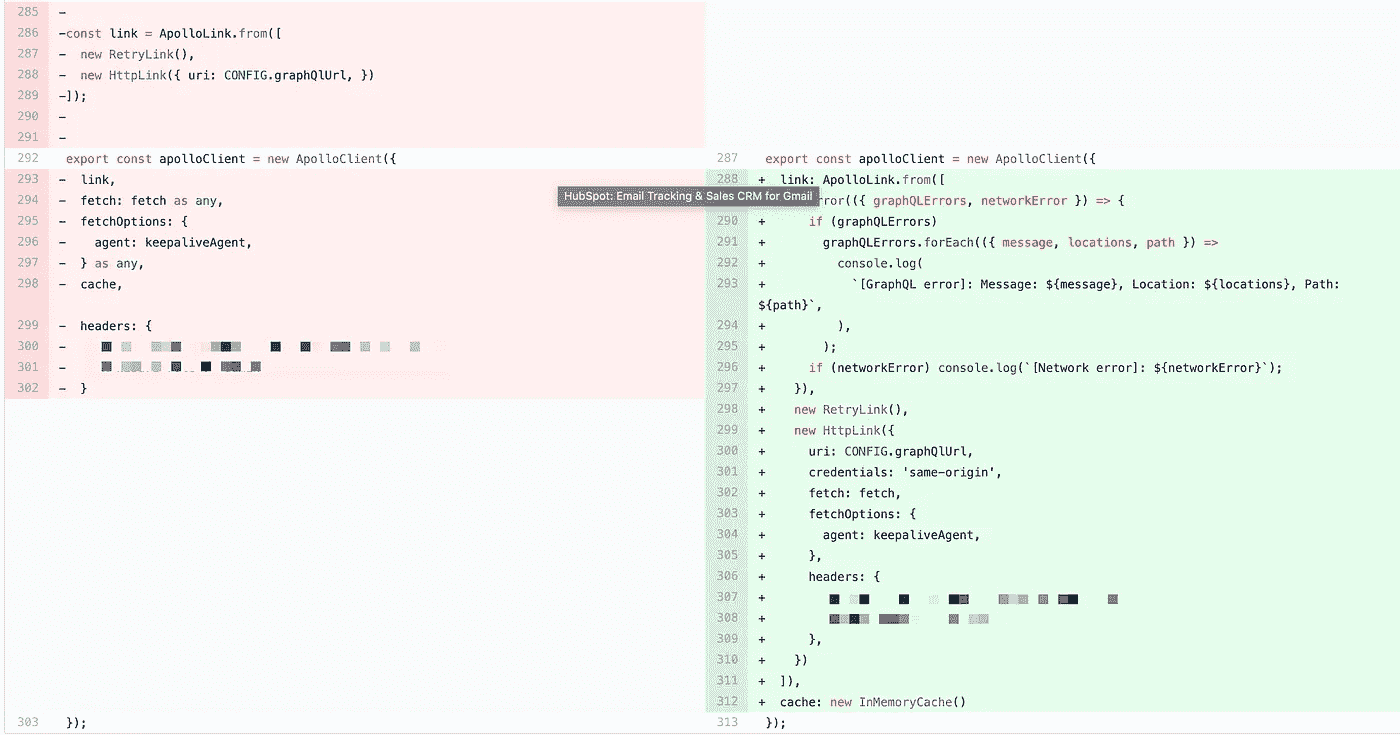 285 -
286 -const link = ApolloLink.from([
287 -  new RetryLink(),
288 -  new HttpLink({ uri: CONFIG.graphQlUrl, })
289 -]);
290 -
291 -
292  export const apolloClient = new ApolloClient({
293 -  link,
294 -  fetch: fetch as any,
295 -  fetchOptions: {
296 -    agent: keepaliveAgent,
297 -  } as any,
298 -  cache,
299 -  headers: {
300 -
301 -
302 -  }
303  });
HubSpot: Email Tracking & Sales CRM for Gmail
287  export const apolloClient = new ApolloClient({
288 +  link: ApolloLink.from([
rror(({ graphQLErrors, networkError }) => {
290 +      if (graphQLErrors)
291 +        graphQLErrors.forEach(({ message, locations, path }) =>
292 +          console.log(
293 +            `[GraphQL error]: Message: ${message}, Location: ${locations}, Path:
${path}`,
294 +          ),
295 +        );
296 +      if (networkError) console.log(`[Network error]: ${networkError}`);
297 +    }),
298 +    new RetryLink(),
299 +    new HttpLink({
300 +      uri: CONFIG.graphQlUrl,
301 +      credentials: 'same-origin',
302 +      fetch: fetch,
303 +      fetchOptions: {
304 +        agent: keepaliveAgent,
305 +      },
306 +      headers: {
307 +
308 +
309 +      },
310 +    })
311 +  ]),
312 +  cache: new InMemoryCache()
313  });